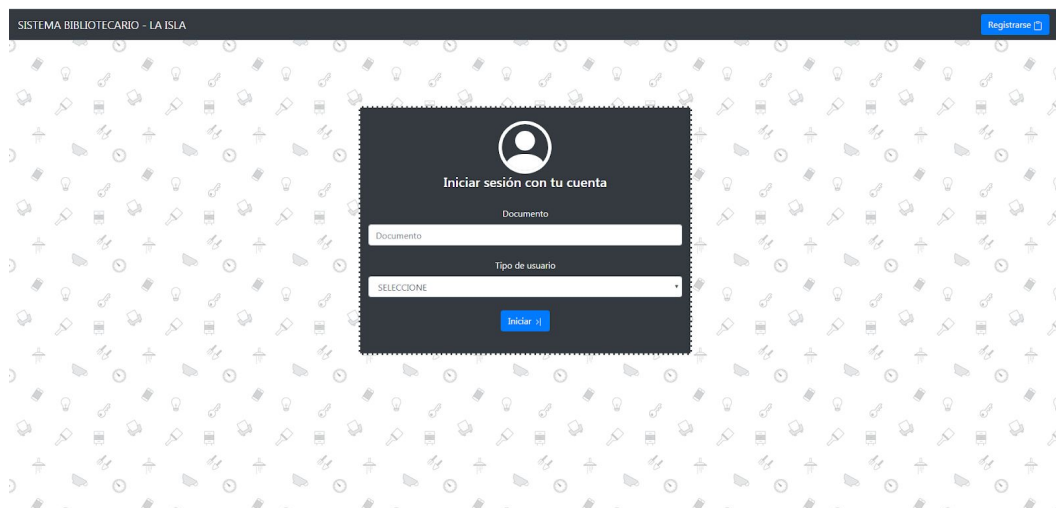 SISTEMA BIBLIOTECARIO - LA ISLA
Registrarse
Iniciar sesión con tu cuenta
Documento
Documento
Tipo de usuario
SELECCIONE
Iniciar